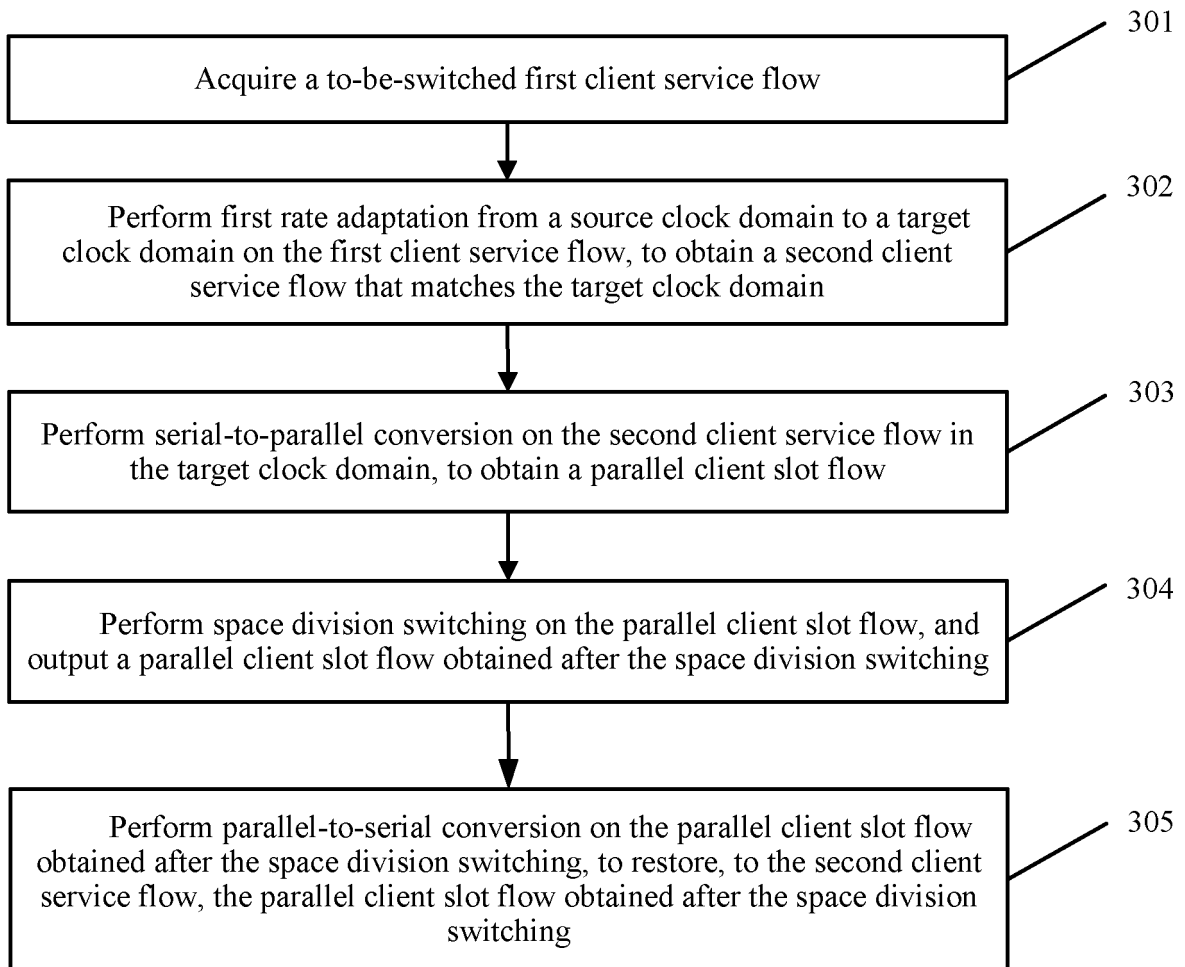 301
Acquire a to-be-switched first client service flow
302
Perform first rate adaptation from a source clock domain to a target
clock domain on the first client service flow, to obtain a second client
service flow that matches the target clock domain
303
Perform serial-to-parallel conversion on the second client service flow in
the target clock domain, to obtain a parallel client slot flow
304
Perform space division switching on the parallel client slot flow, and
output a parallel client slot flow obtained after the space division switching
305
Perform parallel-to-serial conversion on the parallel client slot flow
obtained after the space division switching, to restore, to the second client
service flow, the parallel client slot flow obtained after the space division
switching